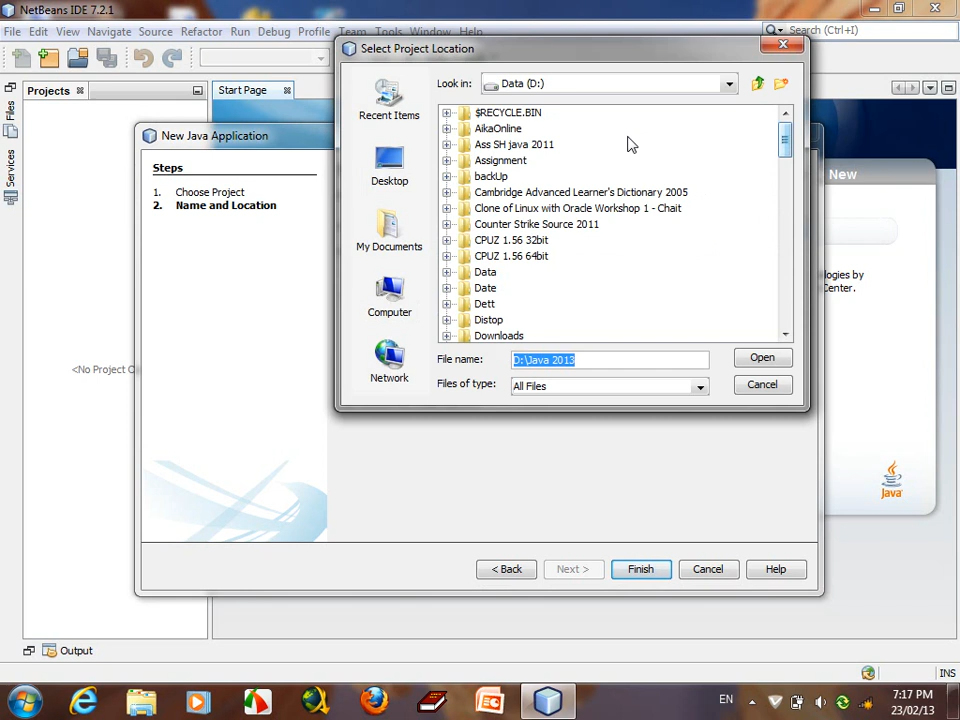 NetBeans IDE 7.2.1
File Edit View Navigate Source Refactor Run Debug Profile Team Tools Window Help
Search (Ctrl+I)
Select Project Location
Projects
Start Page
Files
Services
New Java Application
Steps
1. Choose Project
2. Name and Location
Look in: Data (D:)
Recent Items
Desktop
My Documents
Computer
Network
$RECYCLE.BIN
AikaOnline
Ass SH java 2011
Assignment
backUp
Cambridge Advanced Learner's Dictionary 2005
Clone of Linux with Oracle Workshop 1 - Chait
Counter Strike Source 2011
CPUZ 1.56 32bit
CPUZ 1.56 64bit
Data
Date
Dett
Distop
Downloads
File name: D:\Java 2013
Open
Files of type: All Files
Cancel
New
logies by
Center.
<No Project O
Java
< Back Next > Finish Cancel Help
Output
INS
EN
7:17 PM
23/02/13